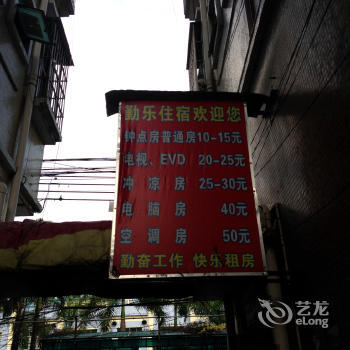 勤乐住宿欢迎您
钟点房普通房10-15元
电视、EVD 20-25元
冲凉房 25-30元
电脑房 40元
空调房 50元
勤奋工作 快乐租房
艺龙
eLong